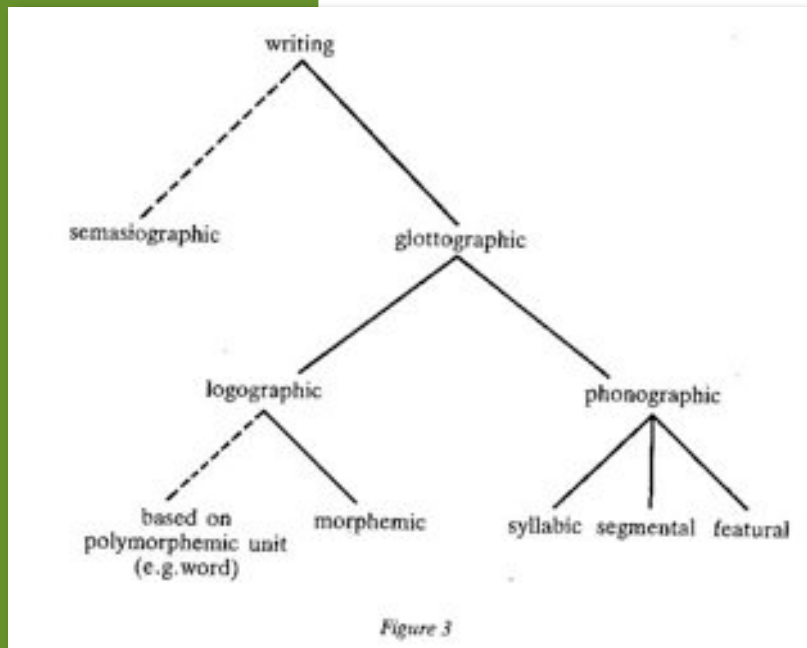 writing
semasiographic
glottographic
logographic
phonographic
based on
polymorphemic unit
(e.g.word)
morphemic
syllabic segmental featural
Figure 3